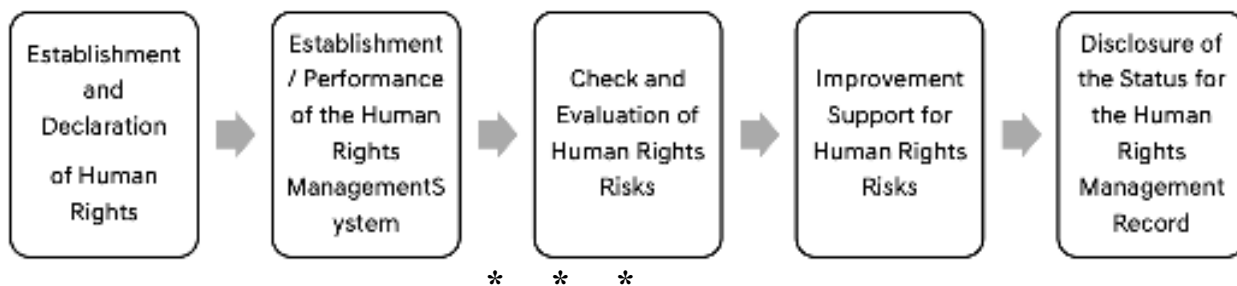 Establishment
and
Declaration
of Human
Rights
Establishment
/ Performance
of the Human
Rights
ManagementS
ystem
Check and
Evaluation of
Human Rights
Risks
Improvement
Support for
Human Rights
Risks
Disclosure of
the Status for
the Human
Rights
Management
Record
* * *